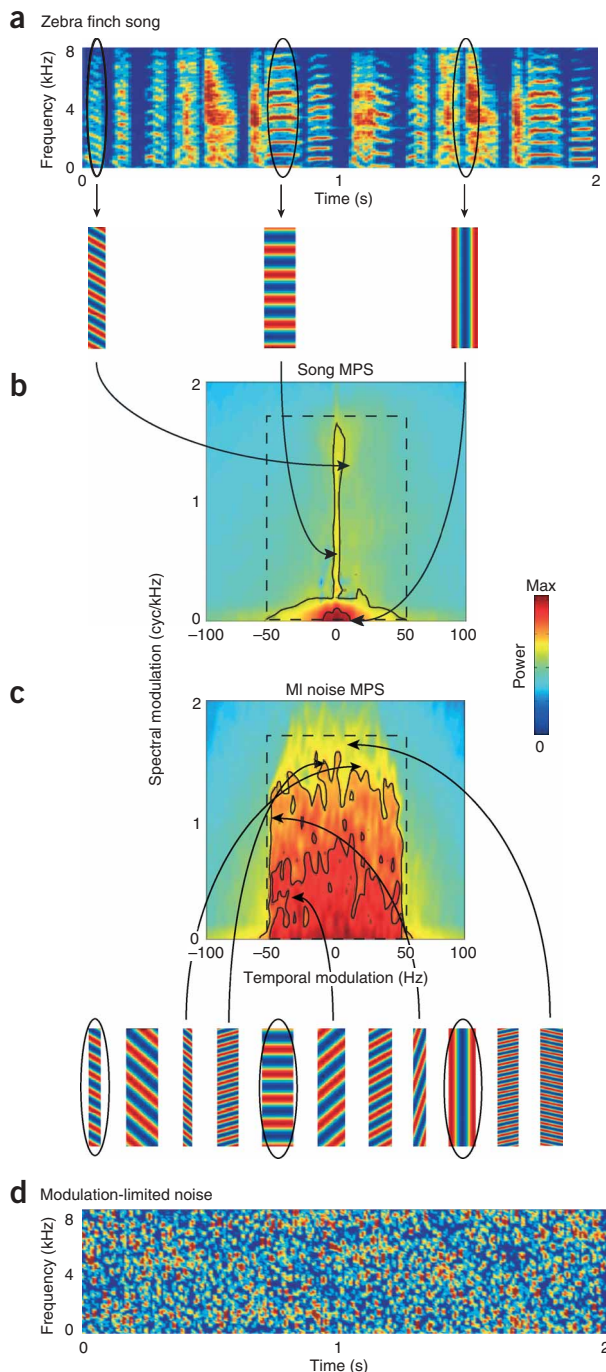 a Zebra finch song
Frequency (kHz)
8
4
0
0 1 2
Time (s)
b
Song MPS
2
1
0
−100 −50 0 50 100
Spectral modulation (cyc/kHz)
Max
Power
0
c
Ml noise MPS
2
1
0
−100 −50 0 50 100
Temporal modulation (Hz)
d Modulation-limited noise
Frequency (kHz)
8
4
0
0 1 2
Time (s)